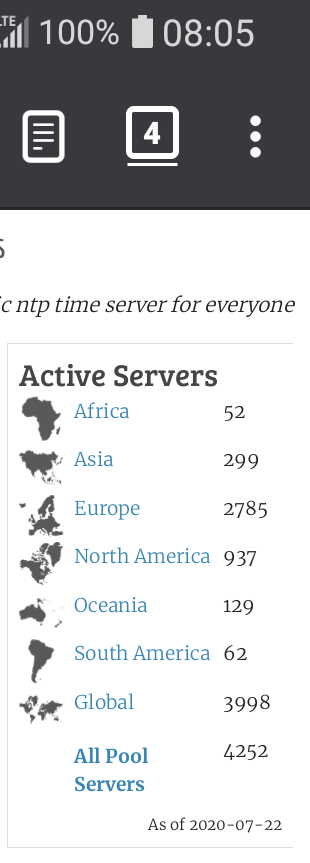 LTE 100% 08:05
4
s
c ntp time server for everyone
Active Servers
Africa 52
Asia 299
Europe 2785
North America 937
Oceania 129
South America 62
Global 3998
All Pool 4252
Servers
As of 2020-07-22